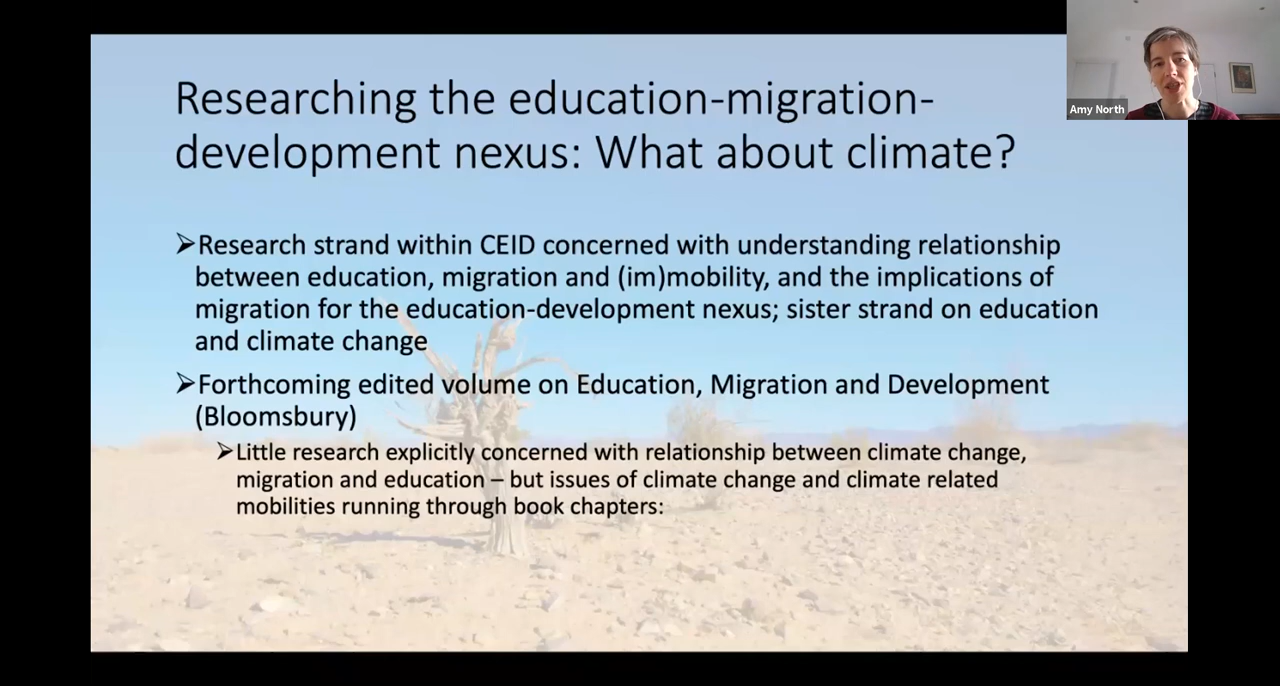 Researching the education-migration-
development nexus: What about climate?
Amy North
➢Research strand within CEID concerned with understanding relationship
between education, migration and (im)mobility, and the implications of
migration for the education-development nexus; sister strand on education
and climate change
➢Forthcoming edited volume on Education, Migration and Development
(Bloomsbury)
➢Little research explicitly concerned with relationship between climate change,
migration and education – but issues of climate change and climate related
mobilities running through book chapters: